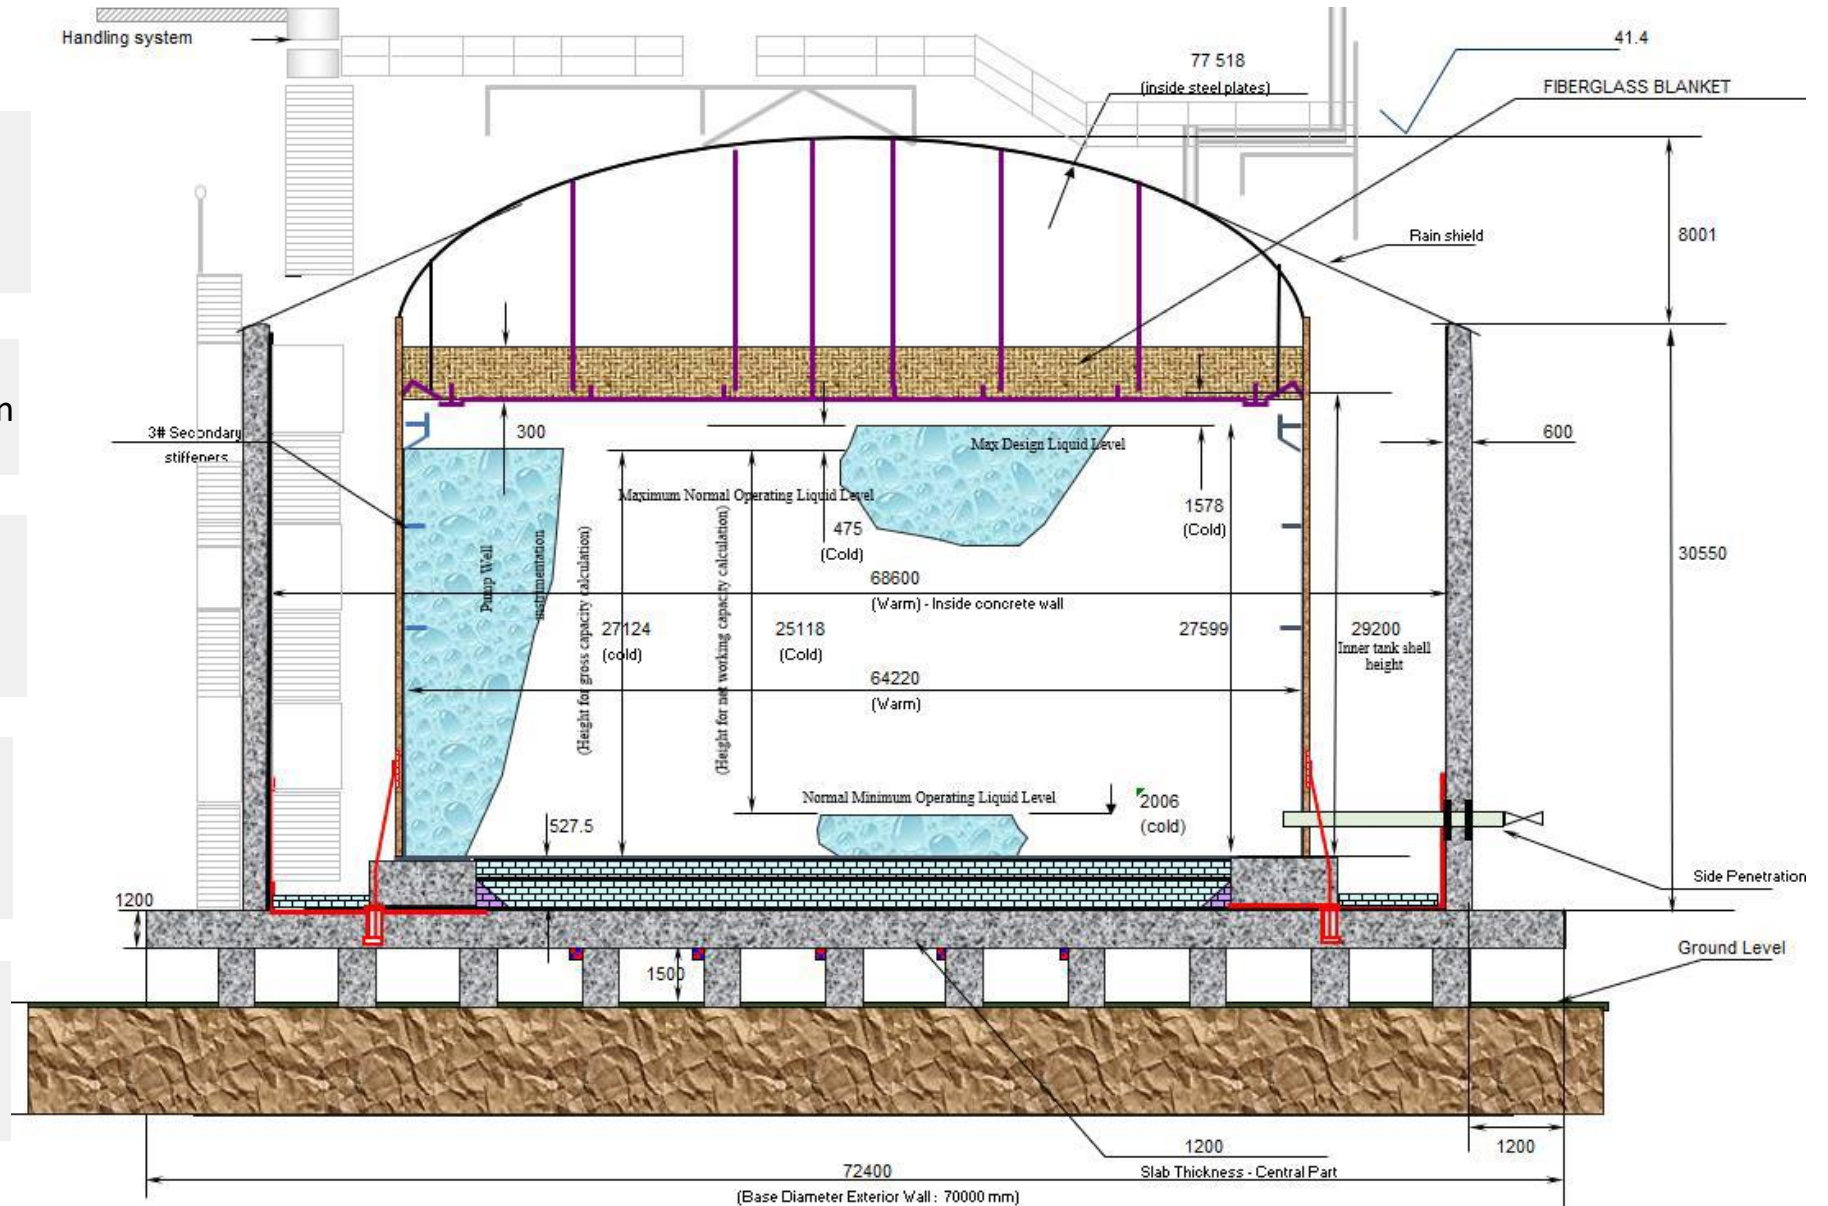 Handling system
77 518
(inside steel plates)
41.4
FIBERGLASS BLANKET
Rain shield
8001
m
3# Secondary
stiffeners
300
Max Design Liquid Level
600
Maximum Normal Operating Liquid Level
475
(Cold)
1578
(Cold)
Pump Well
instrumentation
(Height for gross capacity calculation)
(Height for net working capacity calculation)
30550
68600
(Warm) - Inside concrete wall
27124
(cold)
25118
(Cold)
27599
29200
Inner tank shell
height
64220
(Warm)
Normal Minimum Operating Liquid Level
2006
(cold)
527.5
Side Penetration
1200
Ground Level
1500
1200
Slab Thickness - Central Part
1200
72400
(Base Diameter Exterior Wall : 70000 mm)